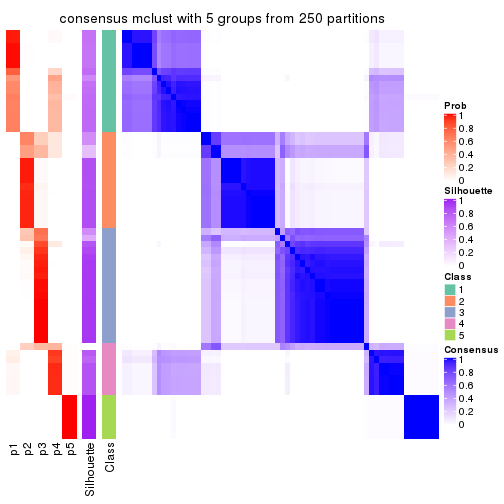 consensus mclust with 5 groups from 250 partitions
Prob
1
0.8
0.6
0.4
0.2
0
Silhouette
1
0.8
0.6
0.4
0.2
0
Class
1
2
3
4
5
Consensus
1
0.8
0.6
0.4
0.2
0
p1
p2
p3
p4
p5
Silhouette
Class